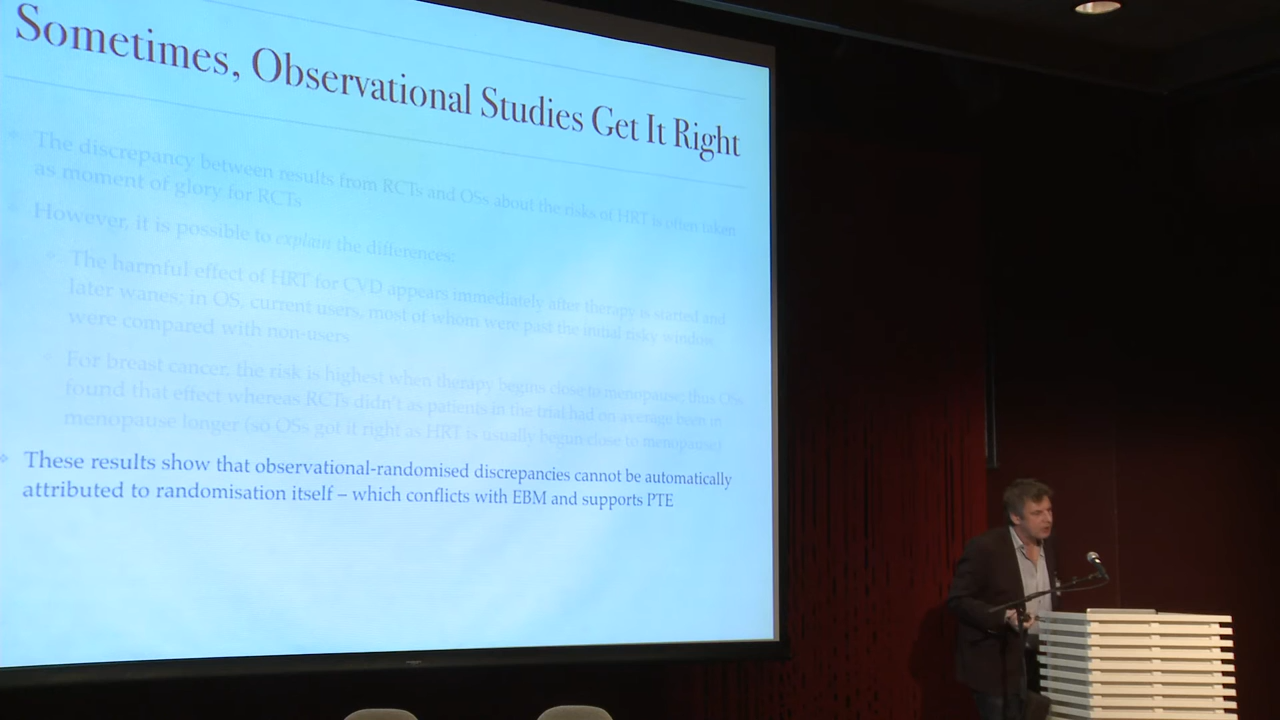 Sometimes, Observational Studies Get It Right
The discrepancy between results from RCTs and OSs about the risks of HRT is often taken
as moment of glory for RCTs
However, it is possible to explain the differences:
The harmful effect of HRT for CVD appears immediately after therapy is started and
later wanes; in OS, current users, most of whom were past the initial risky window,
were compared with non-users
For breast cancer, the risk is highest when therapy begins close to menopause; thus OSs
found that effect whereas RCTs didn't as patients in the trial had on average been in
menopause longer (so OSs got it right as HRT is usually begun close to menopause)
These results show that observational-randomised discrepancies cannot be automatically
attributed to randomisation itself – which conflicts with EBM and supports PTE